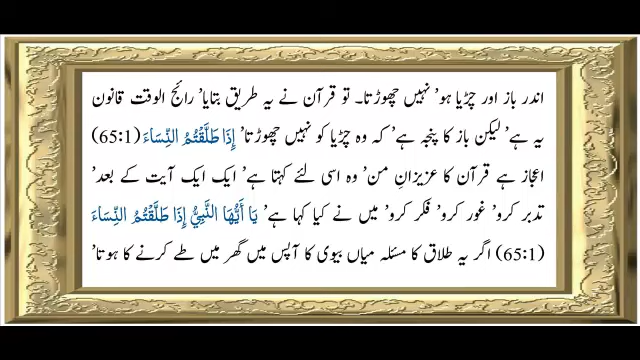 اندر باز اور چڑیا ہو’ نہیں چھوڑتا۔ تو قرآن نے یہ طریق بتایا’ رائج الوقت قانون
یہ ہے’ لیکن باز کا پنجہ ہے’ کہ وہ چڑیا کو نہیں چھوڑتا’ إِذَا طَلَّقْتُمُ النِّسَاءَ (65:1)
اعجاز ہے قرآن کا عزیزانِ من’ وہ اسی لئے کہتا ہے’ ایک ایک آیت کے بعد’
تدبر کرو’ غور کرو’ فکر کرو’ میں نے کیا کہا ہے’ يَا أَيُّهَا النَّبِيُّ إِذَا طَلَّقْتُمُ النِّسَاءَ
(65:1) اگر یہ طلاق کا مسئلہ میاں بیوی کا آپس میں گھر میں طے کرنے کا ہوتا’